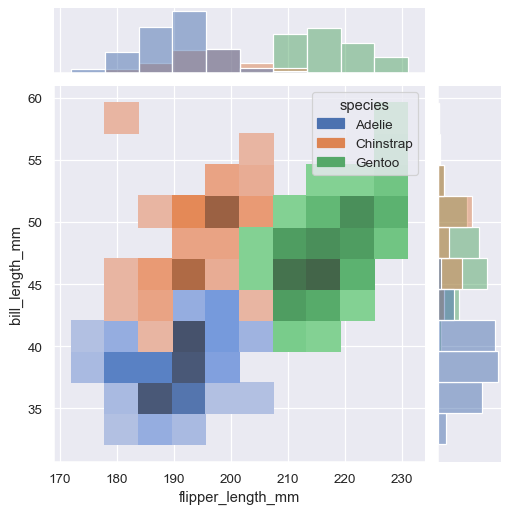 60
55
50
45
40
35
bill_length_mm
species
Adelie
Chinstrap
Gentoo
170 180 190 200 210 220 230
flipper_length_mm